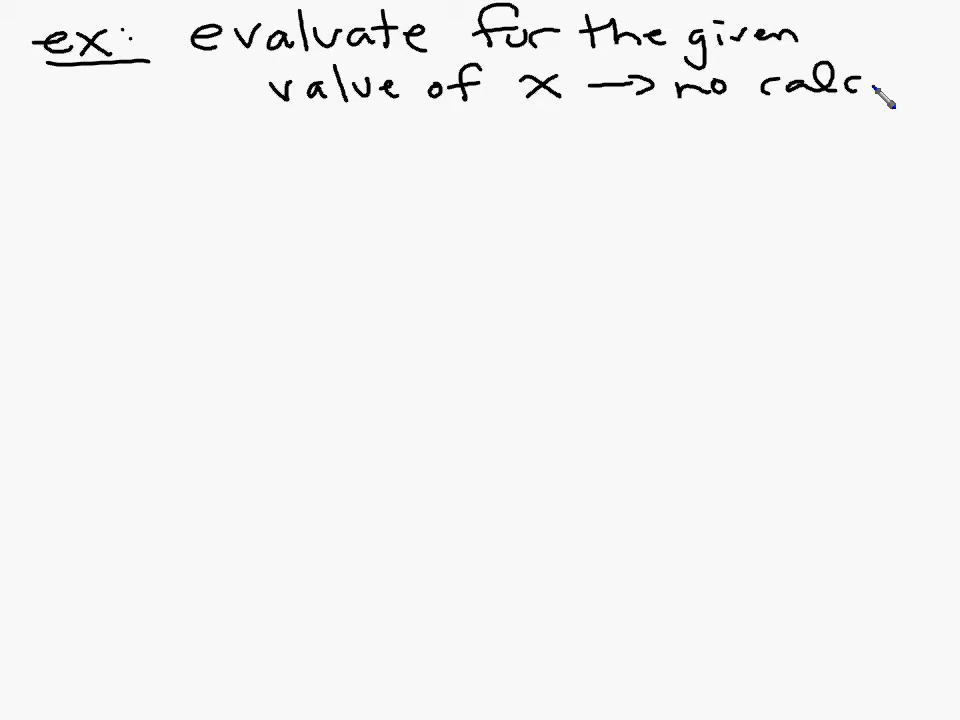 ex: evaluate for the given
value of x → no calc